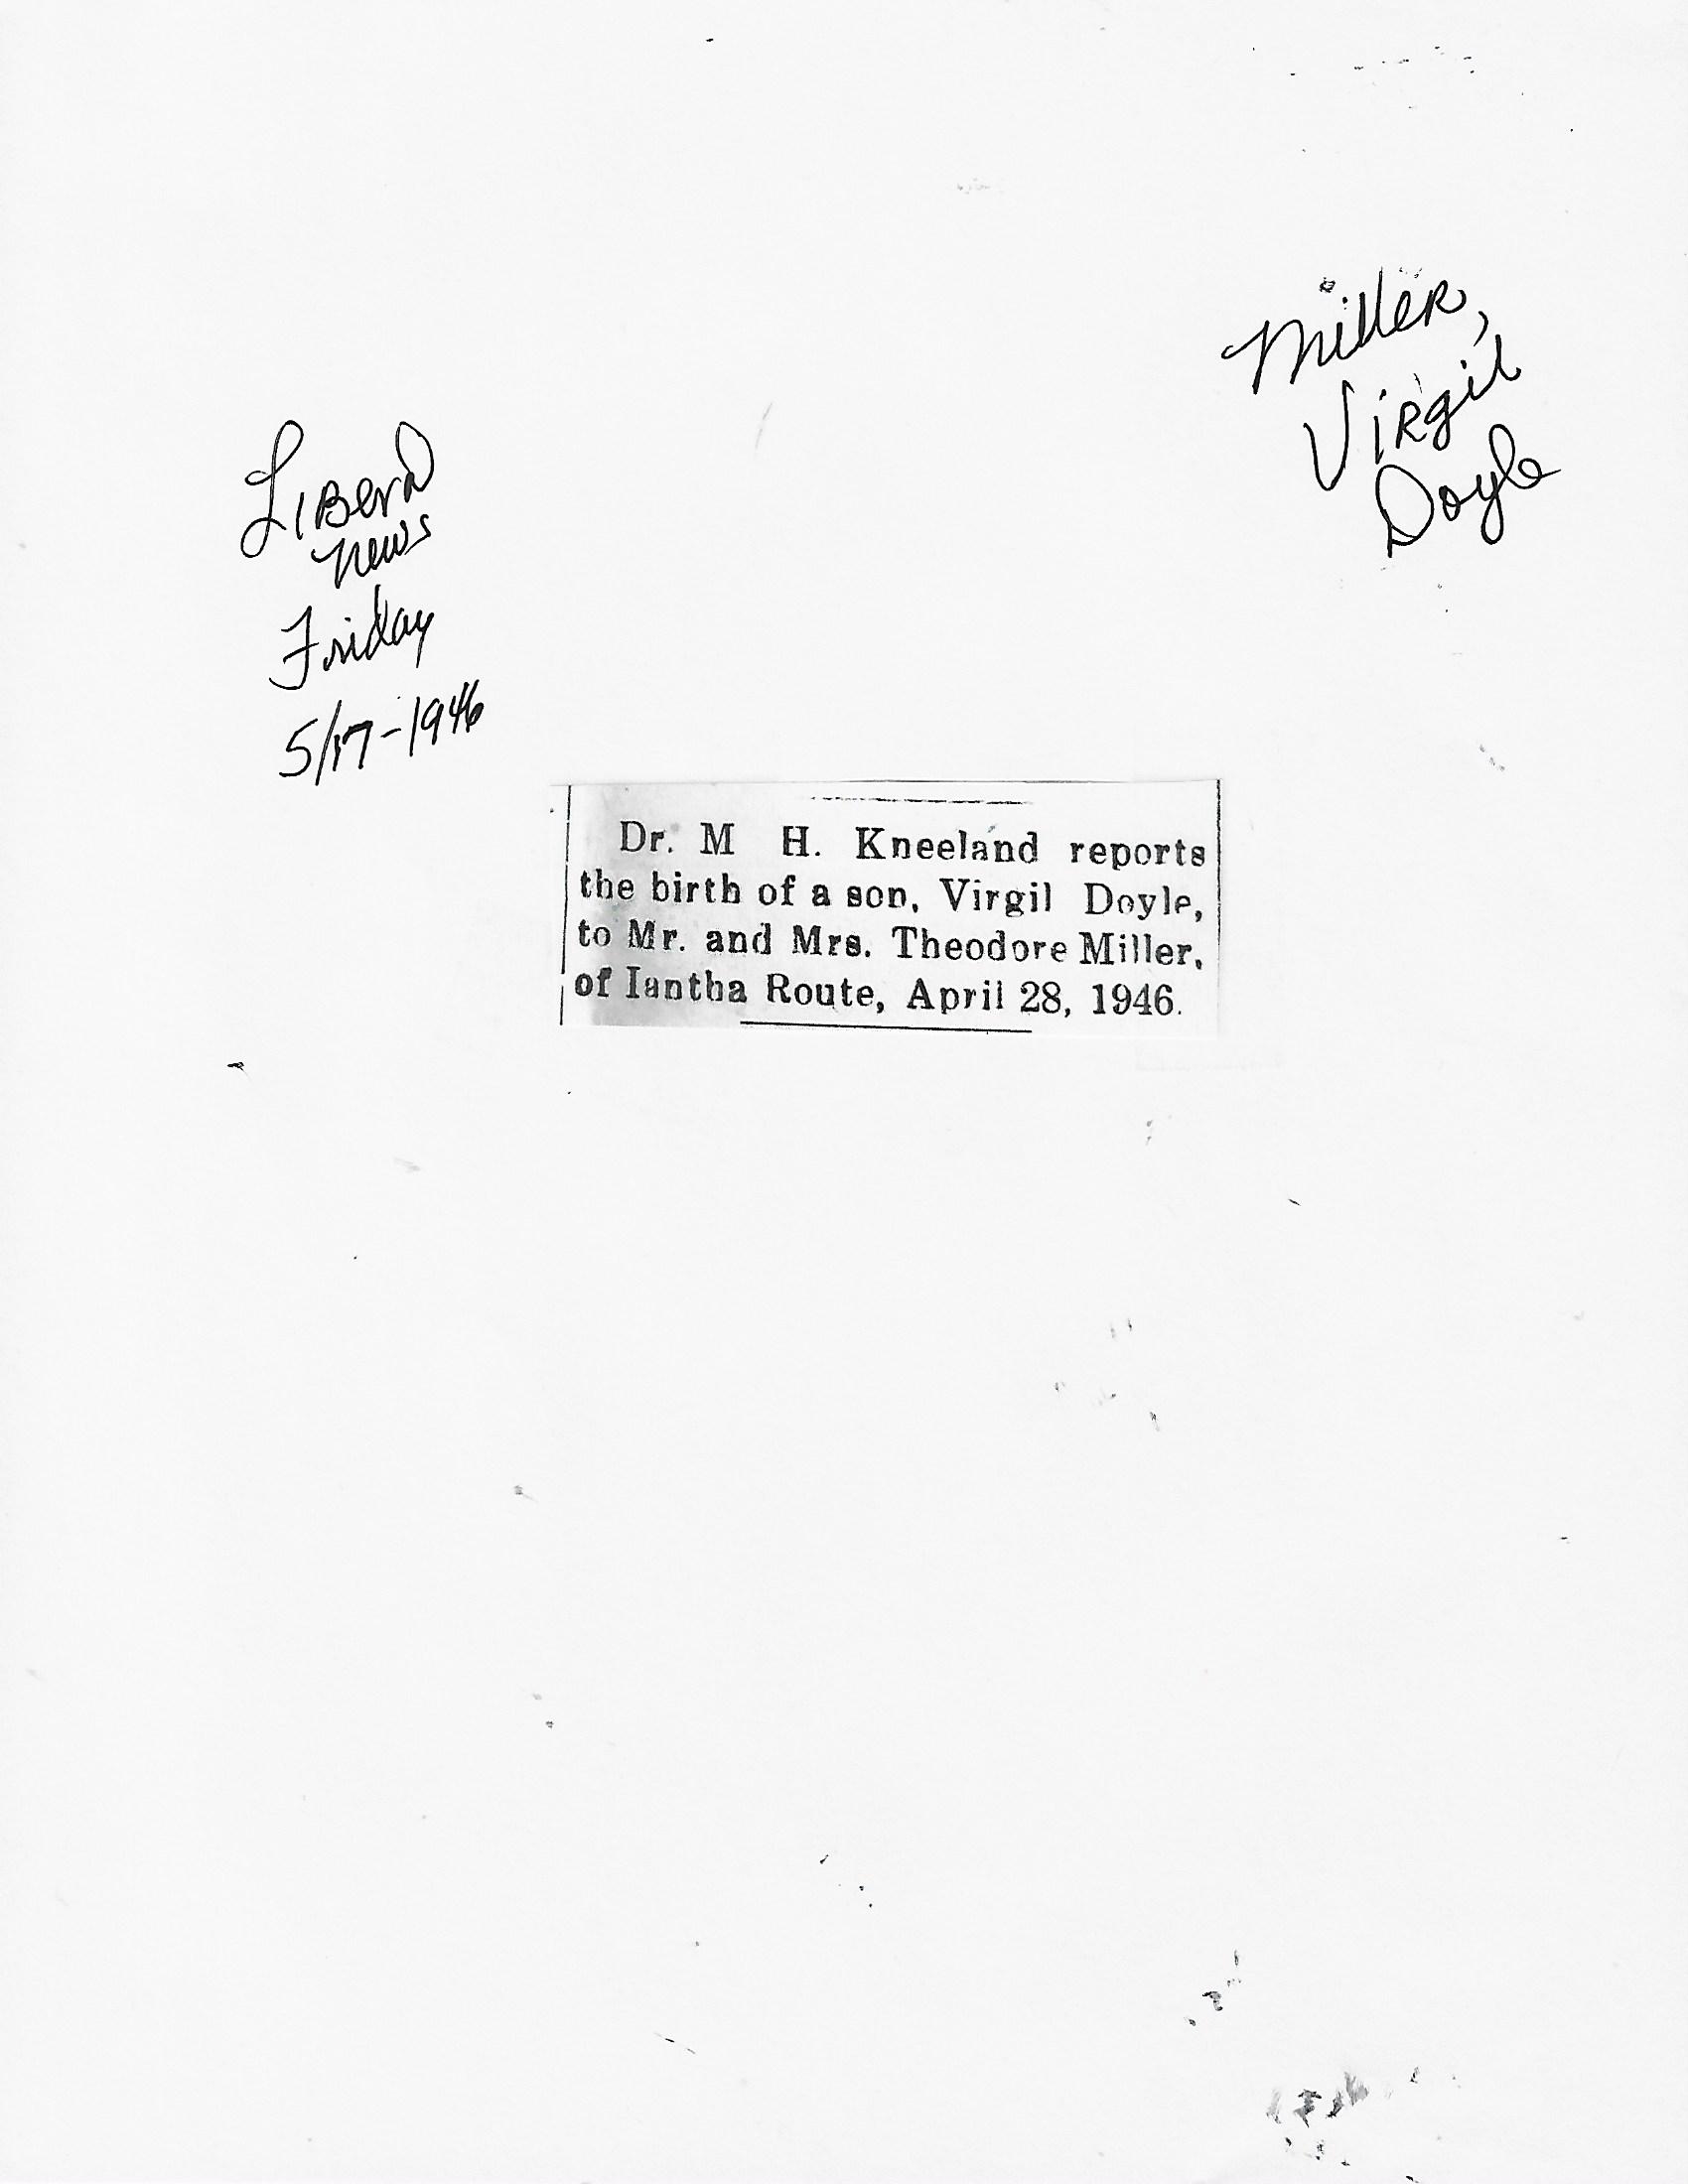 Miller,
Virgil
Doyle
Liberal
News
Friday
5/17-1946
Dr. M H. Kneeland reports
the birth of a son, Virgil Doyle,
to Mr. and Mrs. Theodore Miller,
of Iantha Route, April 28, 1946.